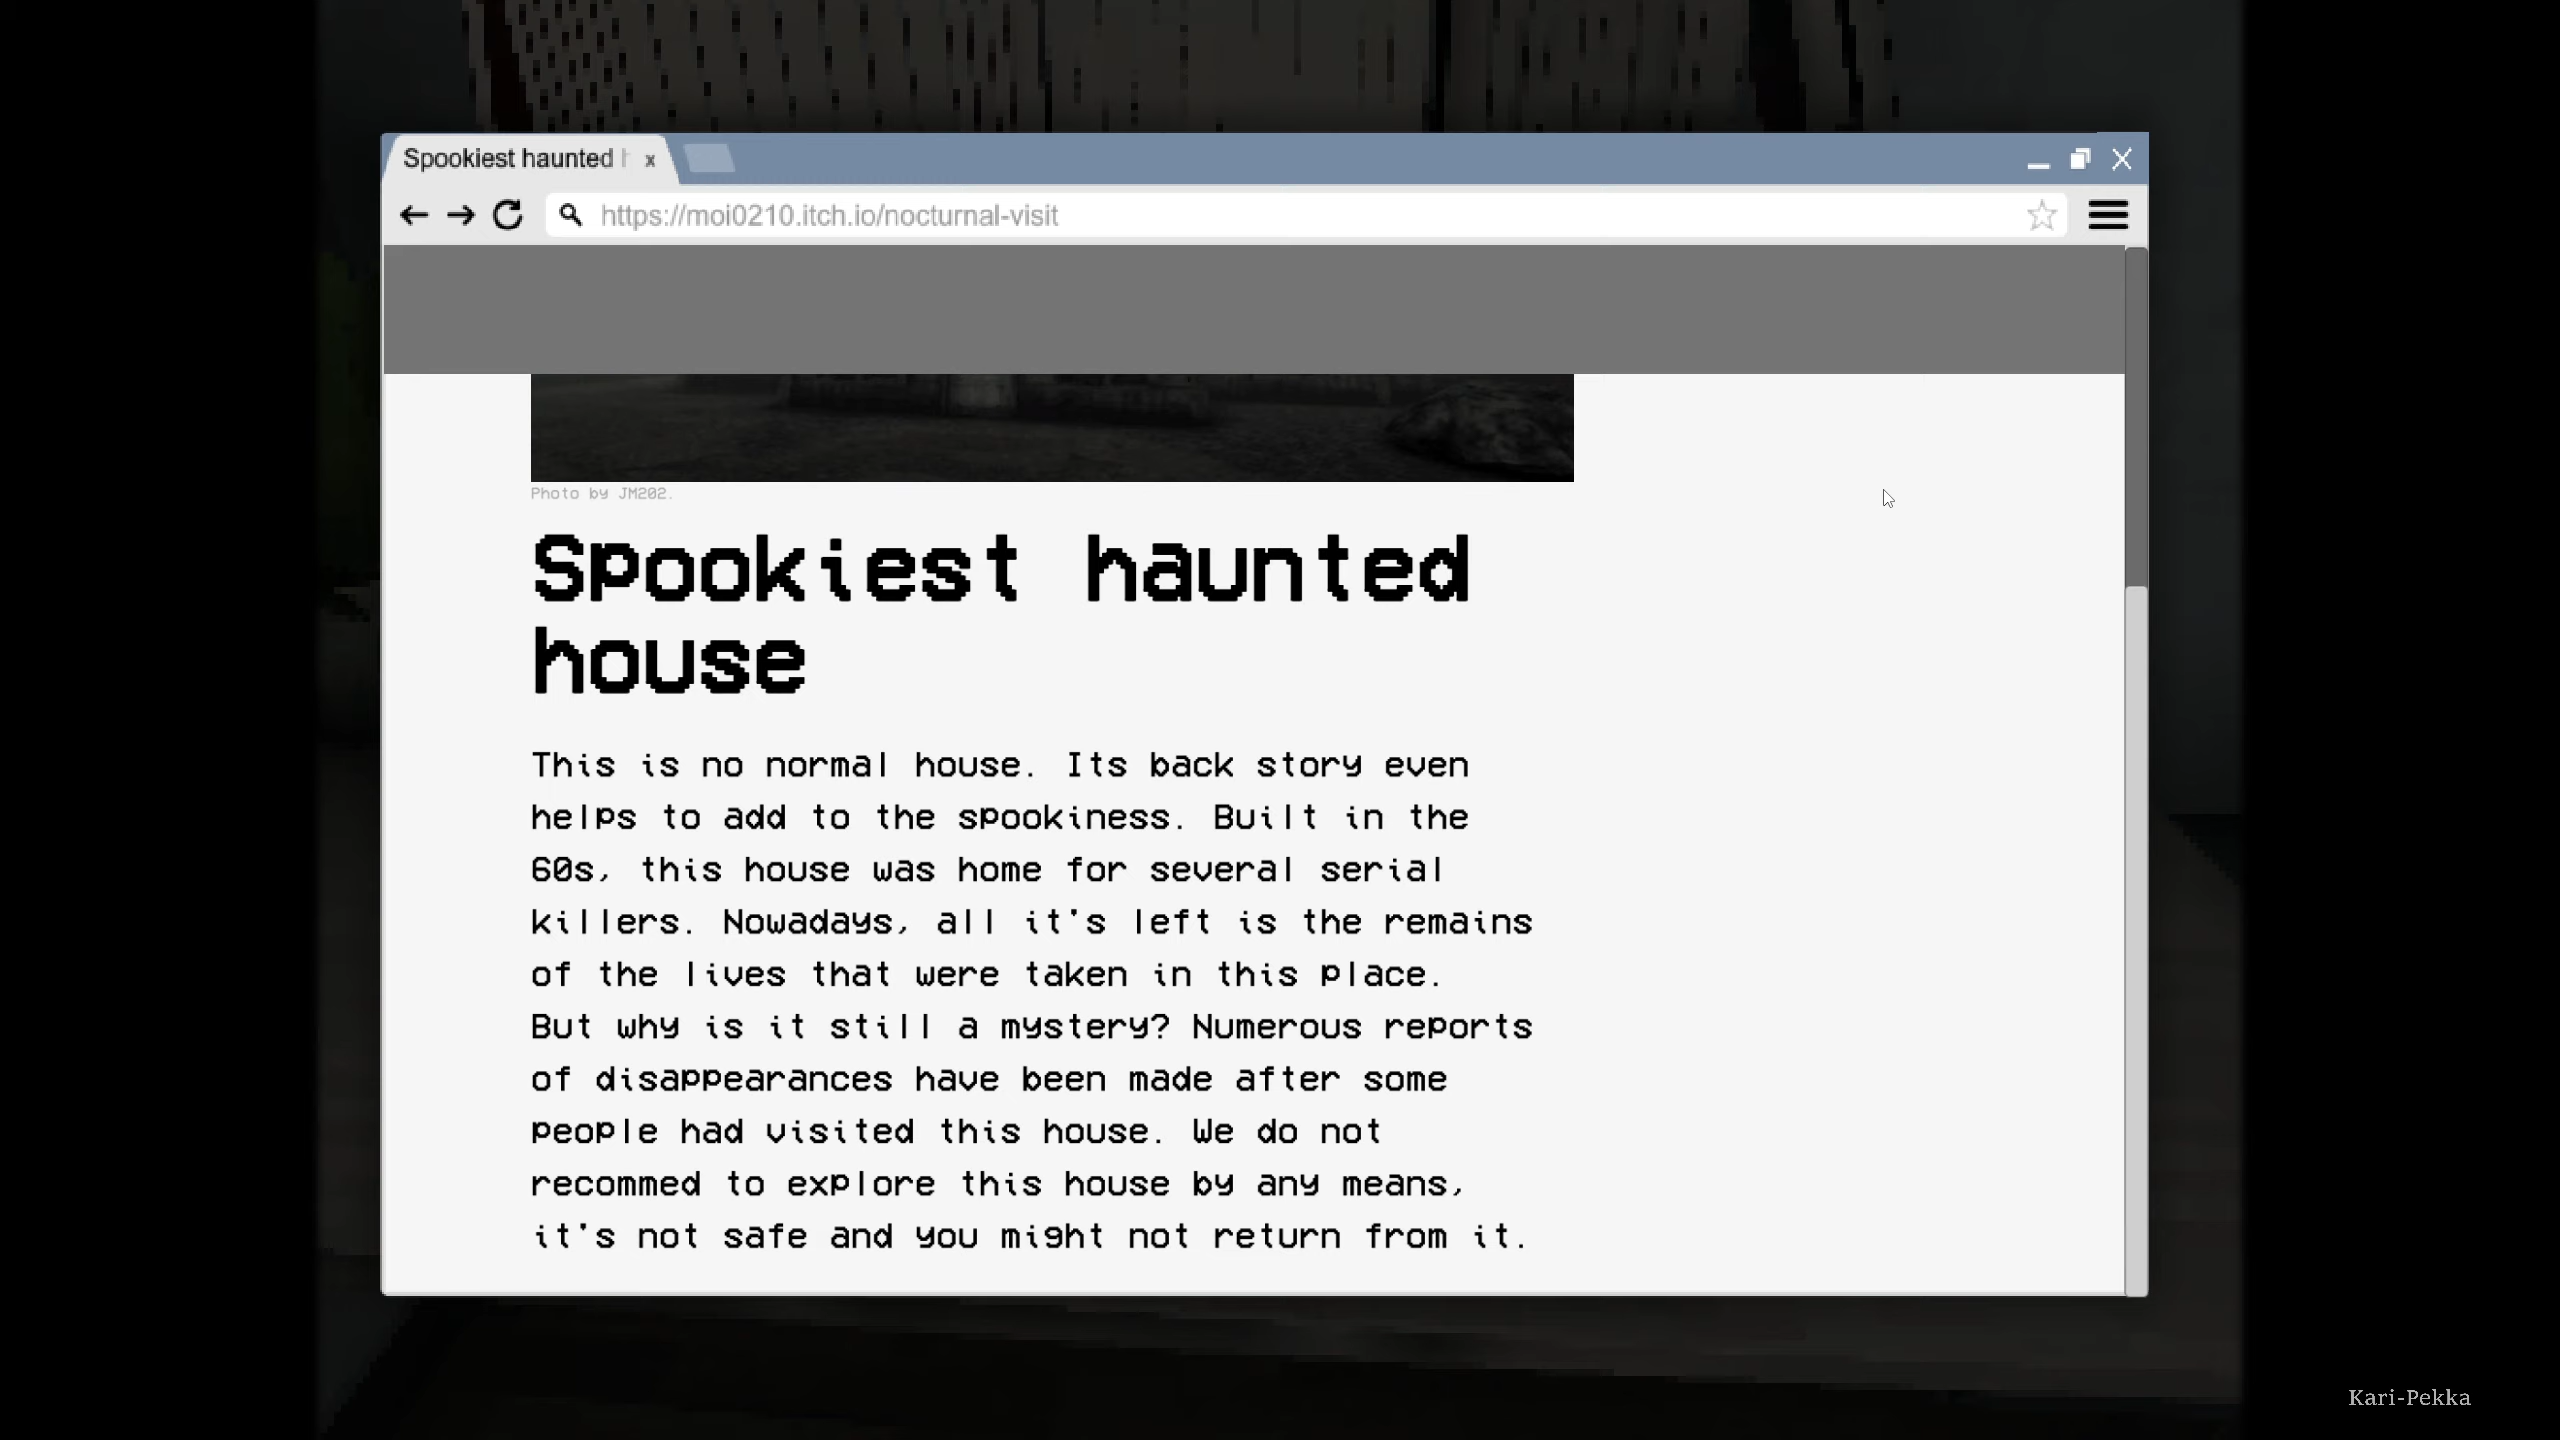 Spookiest haunted
https://moi0210.itch.io/nocturnal-visit
Photo by JM202.
Spookiest haunted
house
This is no normal house. Its back story even
helps to add to the spookiness. Built in the
60s, this house was home for several serial
killers. Nowadays, all it's left is the remains
of the lives that were taken in this place.
But why is it still a mystery? Numerous reports
of disappearances have been made after some
people had visited this house. We do not
recommed to explore this house by any means,
it's not safe and you might not return from it.
Kari-Pekka